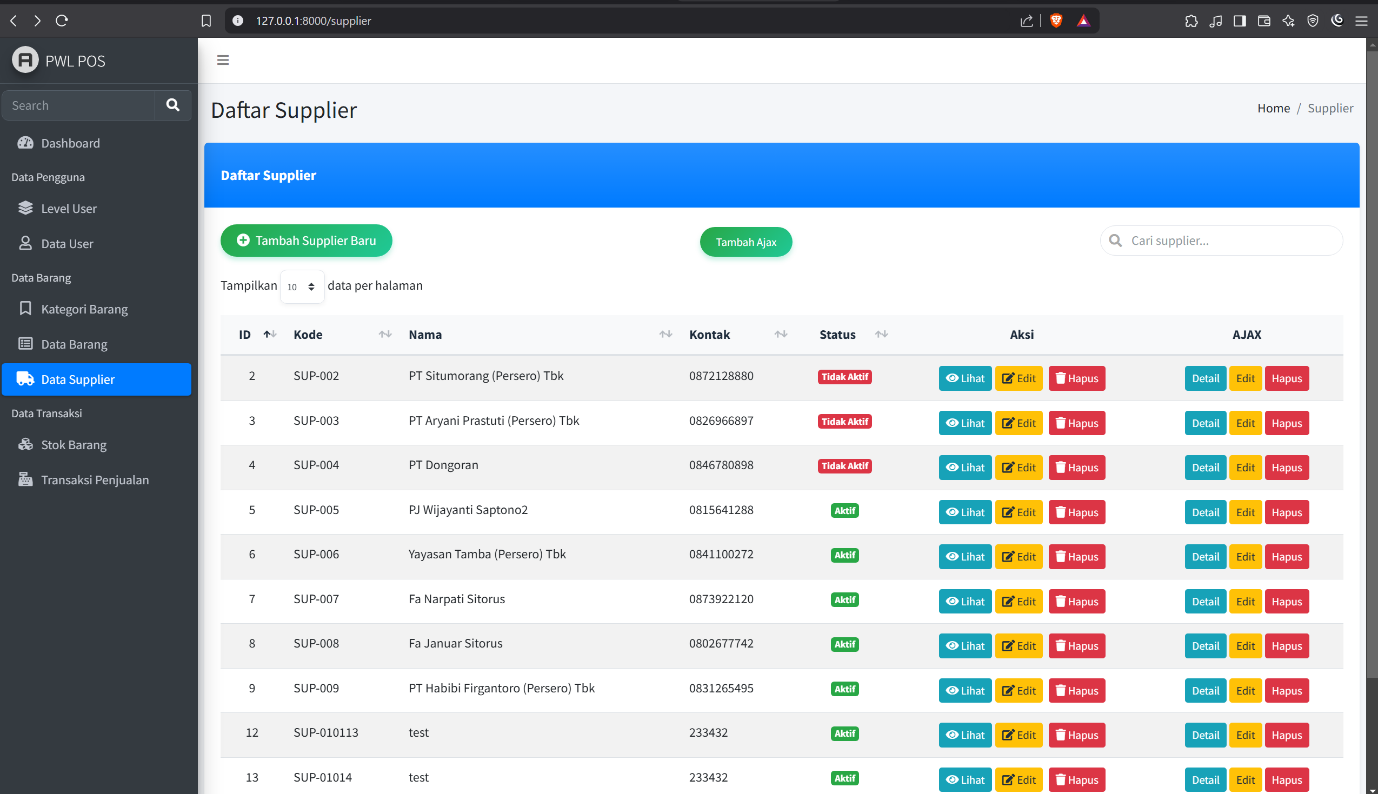 127.0.0.1:8000/supplier
PWL POS
Search
Dashboard
Data Pengguna
Level User
Data User
Data Barang
Kategori Barang
Data Barang
Data Supplier
Data Transaksi
Stok Barang
Transaksi Penjualan
Daftar Supplier
Home / Supplier
Daftar Supplier
Tambah Supplier Baru
Tambah Ajax
Cari supplier...
Tampilkan 10 data per halaman
ID Kode Nama Kontak Status Aksi AJAX
2 SUP-002 PT Situmorang (Persero) Tbk 0872128880 Tidak Aktif Lihat Edit Hapus Detail Edit Hapus
3 SUP-003 PT Aryani Prastuti (Persero) Tbk 0826966897 Tidak Aktif Lihat Edit Hapus Detail Edit Hapus
4 SUP-004 PT Dongoran 0846780898 Tidak Aktif Lihat Edit Hapus Detail Edit Hapus
5 SUP-005 PJ Wijayanti Saptono2 0815641288 Aktif Lihat Edit Hapus Detail Edit Hapus
6 SUP-006 Yayasan Tamba (Persero) Tbk 0841100272 Aktif Lihat Edit Hapus Detail Edit Hapus
7 SUP-007 Fa Narpati Sitorus 0873922120 Aktif Lihat Edit Hapus Detail Edit Hapus
8 SUP-008 Fa Januar Sitorus 0802677742 Aktif Lihat Edit Hapus Detail Edit Hapus
9 SUP-009 PT Habibi Firgantoro (Persero) Tbk 0831265495 Aktif Lihat Edit Hapus Detail Edit Hapus
12 SUP-010113 test 233432 Aktif Lihat Edit Hapus Detail Edit Hapus
13 SUP-01014 test 233432 Aktif Lihat Edit Hapus Detail Edit Hapus